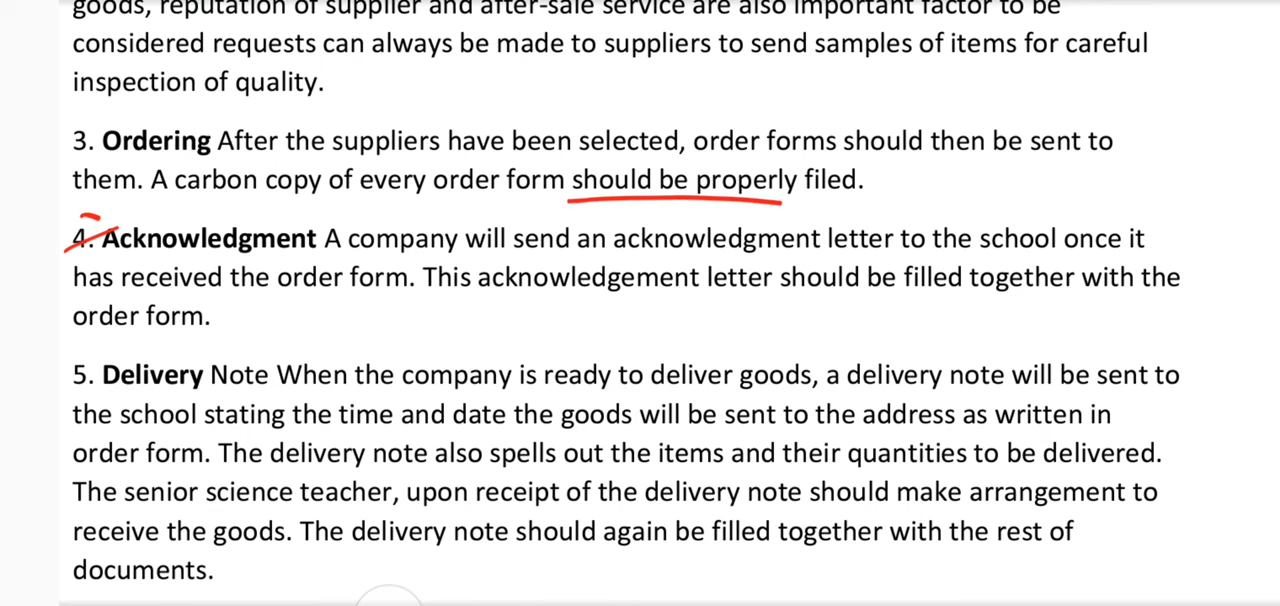 goods, reputation of supplier and after-sale service are also important factor to be
considered requests can always be made to suppliers to send samples of items for careful
inspection of quality.
3. Ordering After the suppliers have been selected, order forms should then be sent to
them. A carbon copy of every order form should be properly filed.
4. Acknowledgment A company will send an acknowledgment letter to the school once it
has received the order form. This acknowledgement letter should be filled together with the
order form.
5. Delivery Note When the company is ready to deliver goods, a delivery note will be sent to
the school stating the time and date the goods will be sent to the address as written in
order form. The delivery note also spells out the items and their quantities to be delivered.
The senior science teacher, upon receipt of the delivery note should make arrangement to
receive the goods. The delivery note should again be filled together with the rest of
documents.